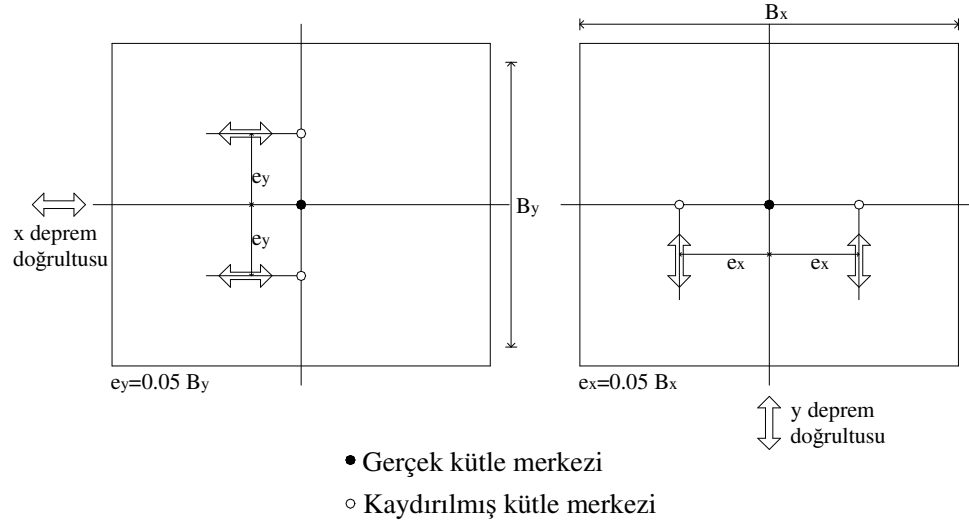 ey
ey
By
x deprem
doğrultusu
ey=0.05 By
Bx
ex
ex
ex=0.05 Bx
y deprem
doğrultusu
Gerçek kütle merkezi
Kaydırılmış kütle merkezi